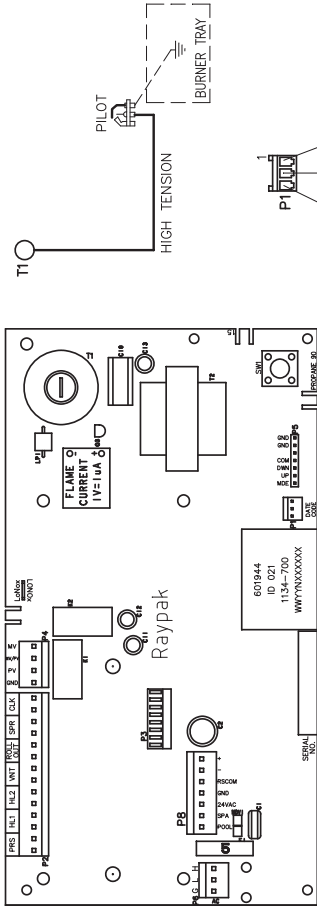 T1
PILOT
BURNER TRAY
HIGH TENSION
1
P1
LoNox
T1
C10
C13
LP1
FLAME
CURRENT
1V=1uA
+
T2
SW1
PROPANE 90
MV
PV
GND
P4
K2
K1
C12
C11
Raypak
PRS
HL1
HL2
VNT
ROLL
OUT
SPR
CLK
P2
P3
C2
P8
+
-
RSCOM
GND
24VAC
SPA
POOL
C1
P6
G
L
H
AC
GND
GND
COM
DWN
UP
MDE
P5
P1
DATE
CODE
601944
ID 021
1134-700
WWYYNXXXXXX
SERIAL
NO.